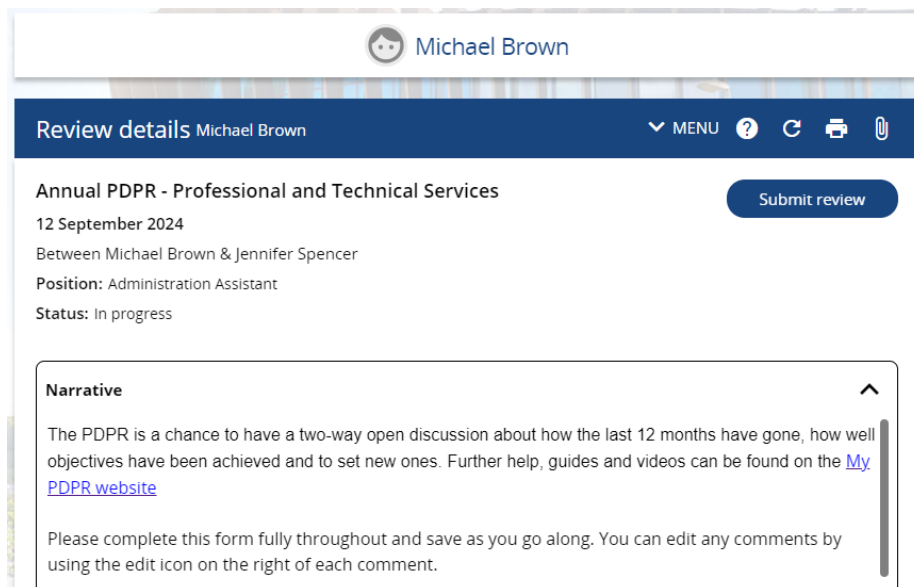 Michael Brown
Review details Michael Brown
MENU
Annual PDPR - Professional and Technical Services
Submit review
12 September 2024
Between Michael Brown & Jennifer Spencer
Position: Administration Assistant
Status: In progress
Narrative
The PDPR is a chance to have a two-way open discussion about how the last 12 months have gone, how well
objectives have been achieved and to set new ones. Further help, guides and videos can be found on the My
PDPR website
Please complete this form fully throughout and save as you go along. You can edit any comments by
using the edit icon on the right of each comment.